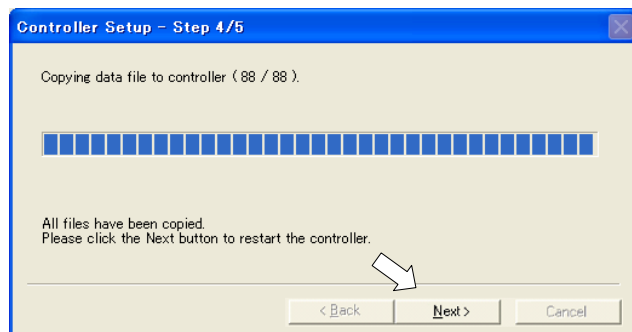 Controller Setup - Step 4/5
Copying data file to controller ( 88 / 88 ).
All files have been copied.
Please click the Next button to restart the controller.
< Back
Next >
Cancel